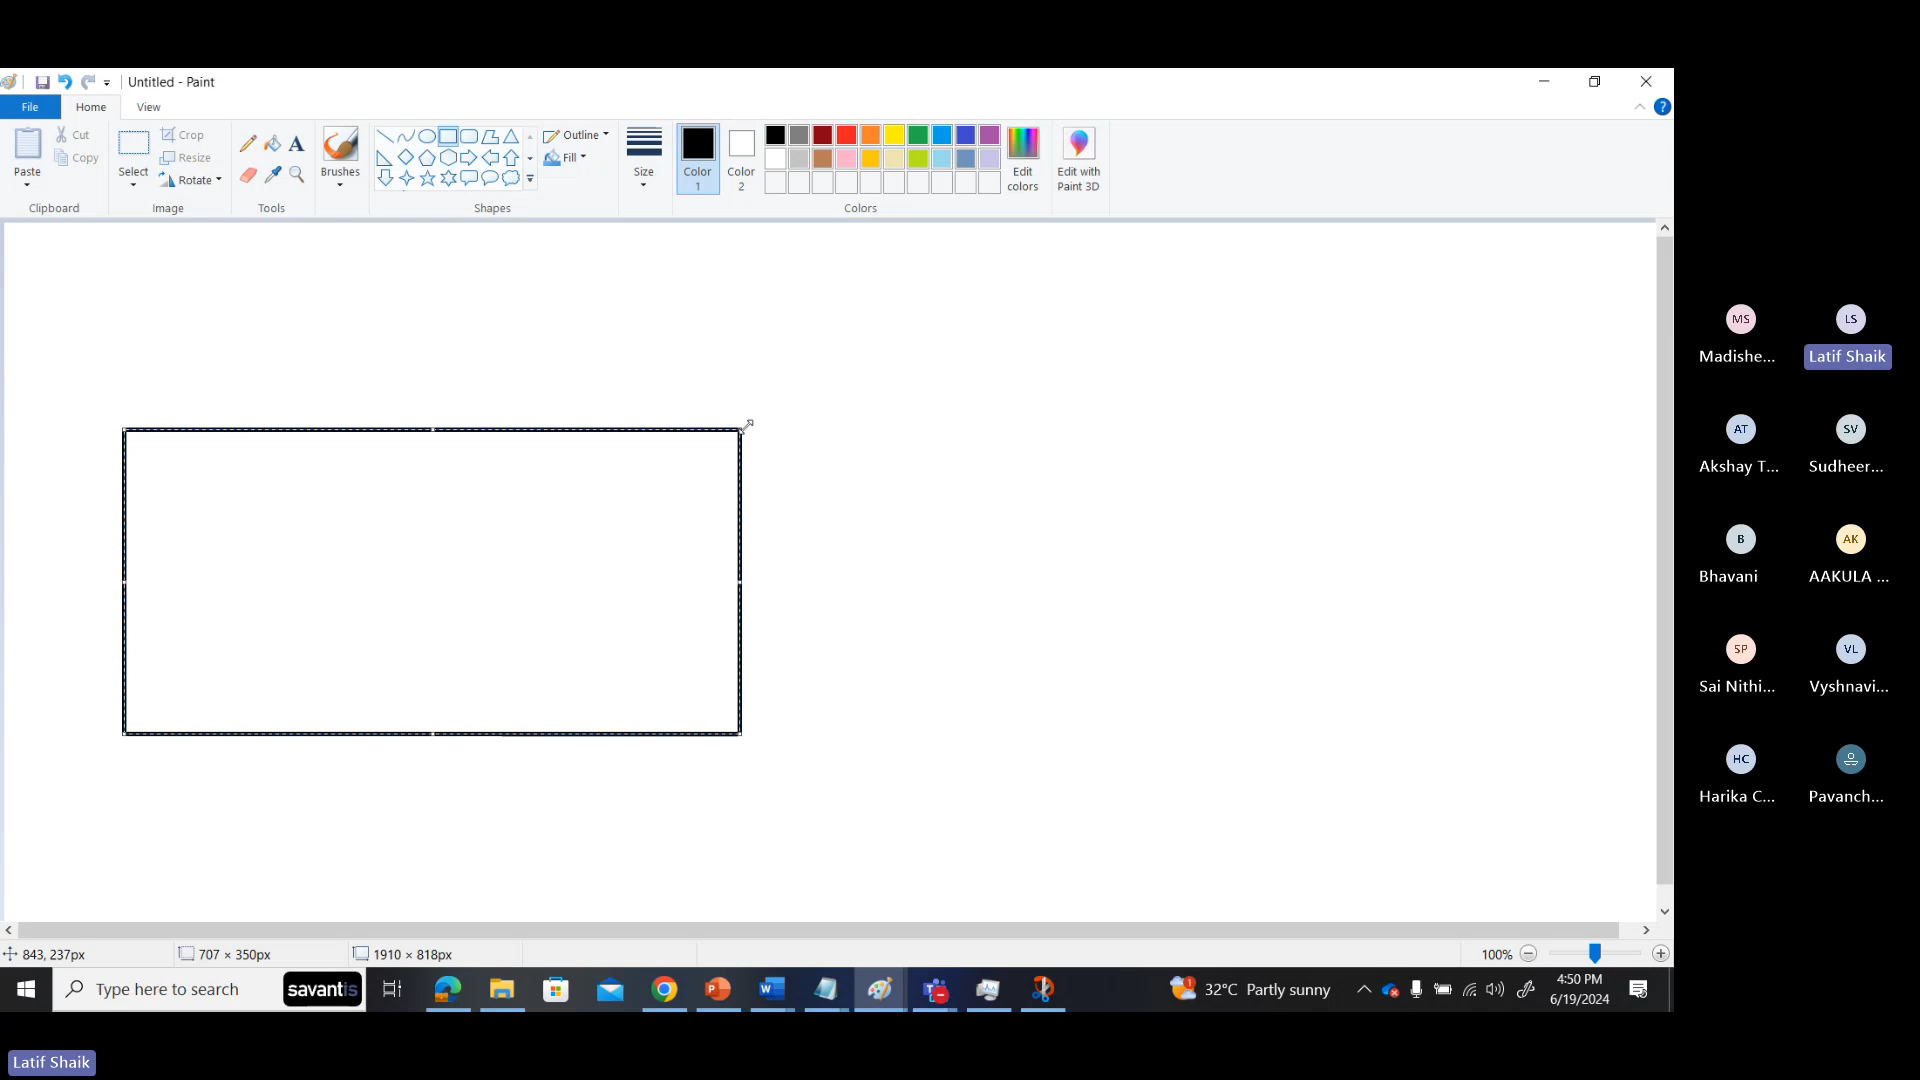 Untitled - Paint
File Home View
Paste
Cut
Copy
Clipboard
Select
Crop
Resize
Rotate
Image
A
Tools
Brushes
Shapes
Outline
Fill
Size
Color 1
Color 2
Edit colors
Colors
Edit with Paint 3D
?
MS
Madishe...
LS
Latif Shaik
AT
Akshay T...
SV
Sudheer...
B
Bhavani
AK
AAKULA ...
SP
Sai Nithi...
VL
Vyshnavi...
HC
Harika C...
Pavanch...
843, 237px
707 × 350px
1910 × 818px
100%
Type here to search
savantis
32°C Partly sunny
4:50 PM
6/19/2024
Latif Shaik